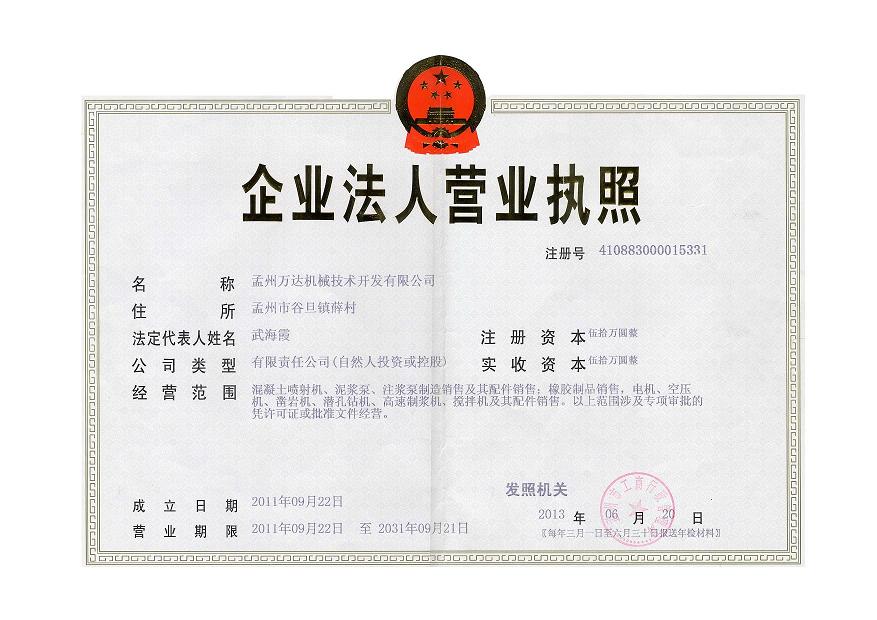 企业法人营业执照
注册号 410883000015331
名称 孟州万达机械技术开发有限公司
住所 孟州市谷旦镇薛村
法定代表人姓名 武海霞
注册资本 伍拾万圆整
公司类型 有限责任公司(自然人投资或控股)
实收资本 伍拾万圆整
经营范围 混凝土喷射机、泥浆泵、注浆泵制造销售及其配件销售；橡胶制品销售，电机、空压
机、凿岩机、潜孔钻机、高速制浆机、搅拌机及其配件销售。以上范围涉及专项审批的
凭许可证或批准文件经营。
发照机关
成立日期 2011年09月22日
2013 年 06 月 20 日
营业期限 2011年09月22日 至 2031年09月21日
〖每年三月一日至六月三十日报送年检材料〗